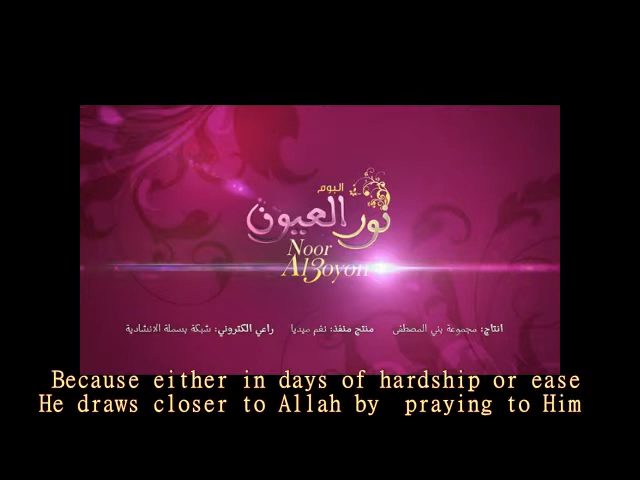 البوم
نور العيون
Noor
Al3oyon
انتاج: مجموعة بني المصطفى منتج منفذ: نغم ميديا راعي الكتروني: شبكة بسملة الانشادية
Because either in days of hardship or ease
He draws closer to Allah by praying to Him